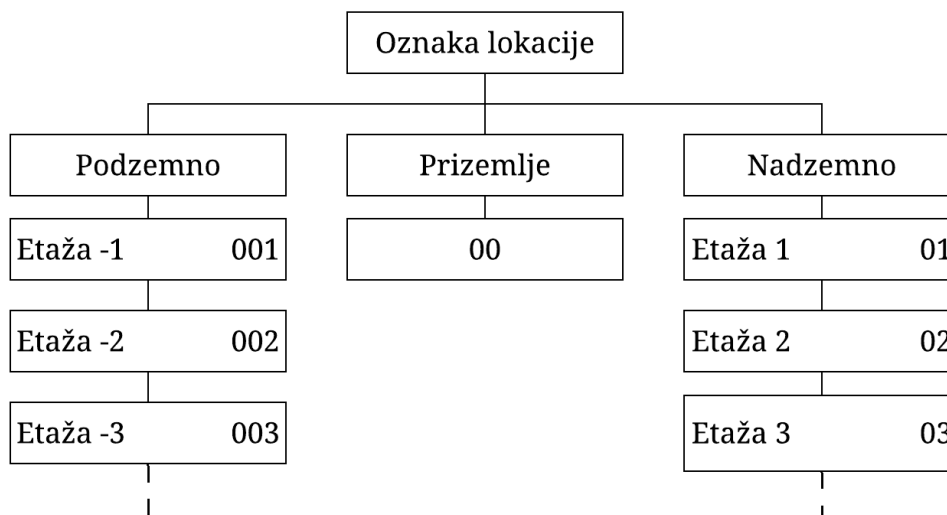 Oznaka lokacije
Podzemno
Prizemlje
Nadzemno
Etaža -1 001
00
Etaža 1 01
Etaža -2 002
Etaža 2 02
Etaža -3 003
Etaža 3 03